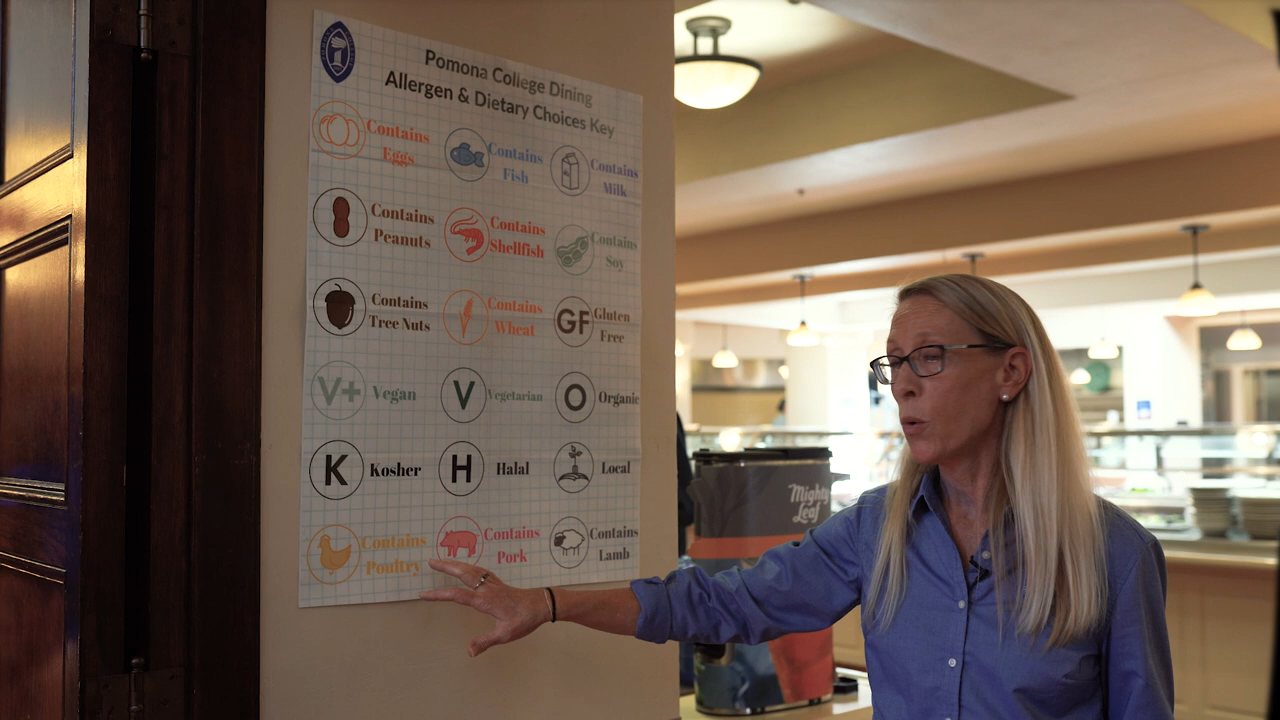 Pomona College Dining
Allergen & Dietary Choices Key
Contains
Eggs
Contains
Fish
Contains
Milk
Contains
Peanuts
Contains
Shellfish
Contains
Soy
Contains
Tree Nuts
Contains
Wheat
GF
Gluten
Free
V+
Vegan
V
Vegetarian
O
Organic
K
Kosher
H
Halal
Local
Contains
Poultry
Contains
Pork
Contains
Lamb
Mighty
Leaf